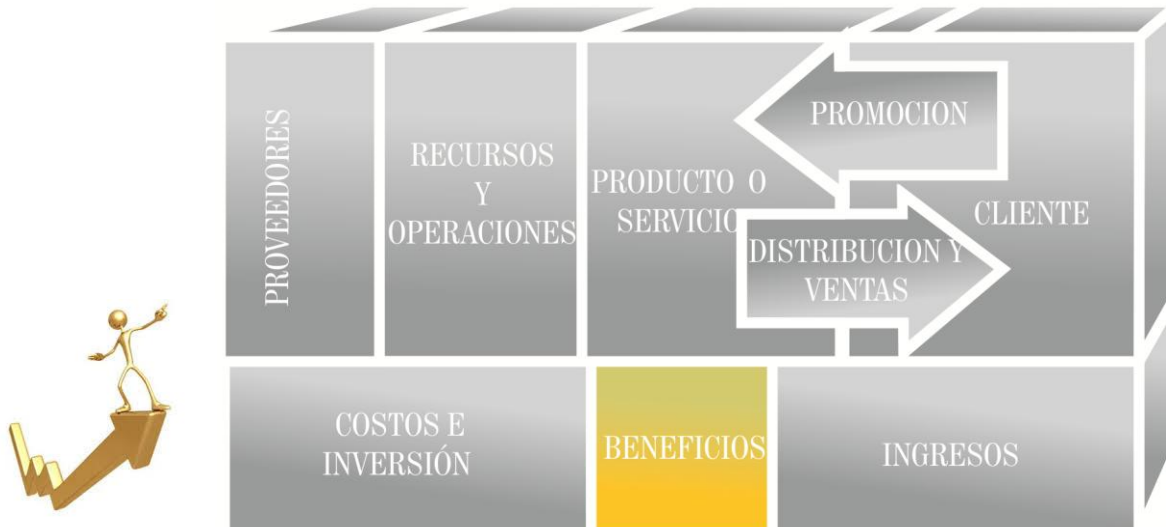 PROVEEDORES
RECURSOS
Y
OPERACIONES
PRODUCTO O
SERVICIO
PROMOCION
DISTRIBUCION Y
VENTAS
CLIENTE
COSTOS E
INVERSIÓN
BENEFICIOS
INGRESOS